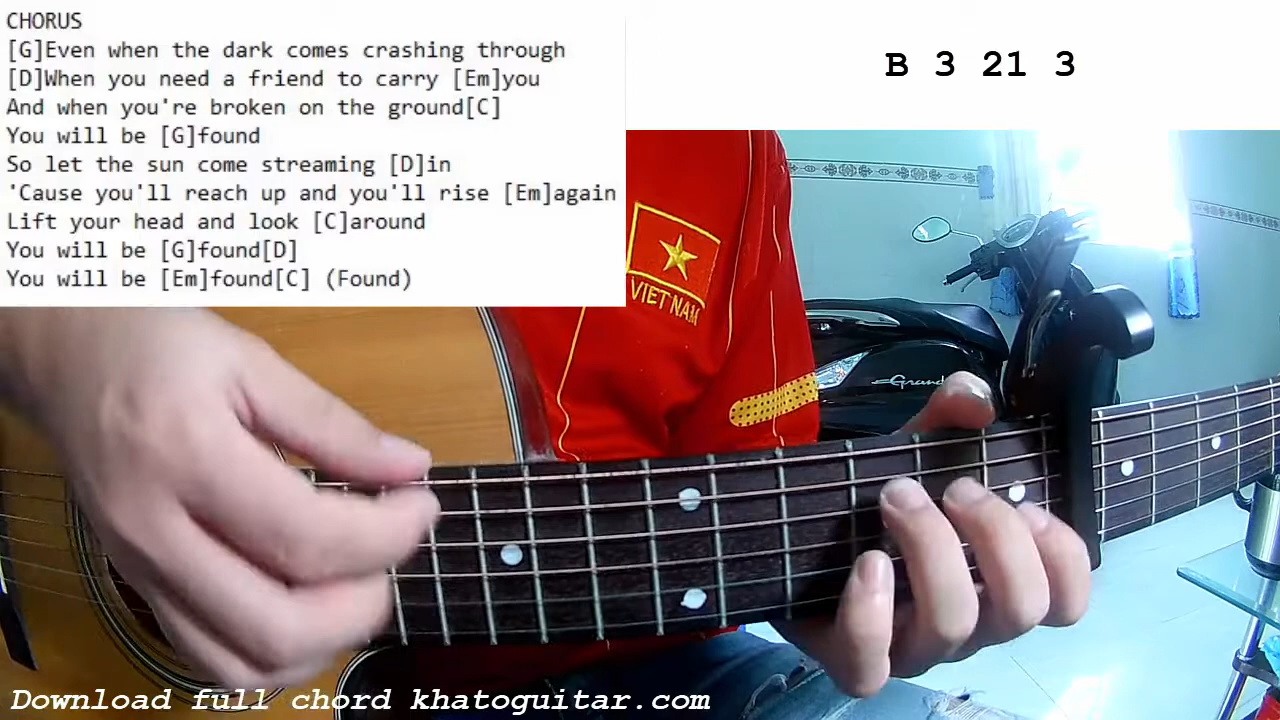 CHORUS
[G]Even when the dark comes crashing through
[D]When you need a friend to carry [Em]you
And when you're broken on the ground[C]
You will be [G]found
So let the sun come streaming [D]in
'Cause you'll reach up and you'll rise [Em]again
Lift your head and look [C]around
You will be [G]found[D]
You will be [Em]found[C] (Found)
B 3 21 3
VIET NAM
Grand
Download full chord khatoguitar.com